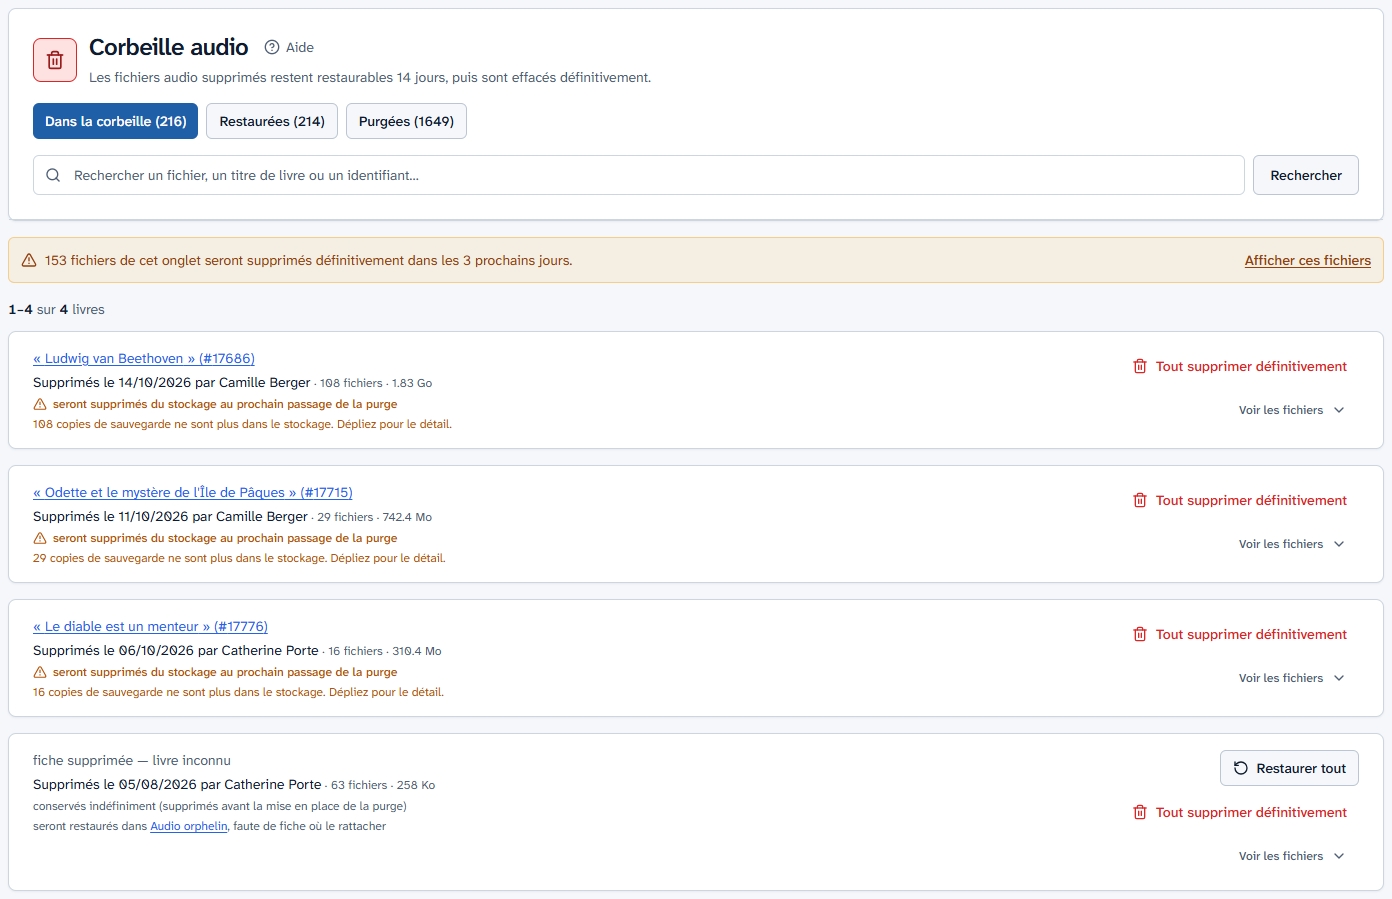 Corbeille audio
Aide
Les fichiers audio supprimés restent restaurables 14 jours, puis sont effacés définitivement.
Dans la corbeille (216)
Restaurées (214)
Purgées (1649)
Rechercher un fichier, un titre de livre ou un identifiant...
Rechercher
153 fichiers de cet onglet seront supprimés définitivement dans les 3 prochains jours.
Afficher ces fichiers
1–4 sur 4 livres
« Ludwig van Beethoven » (#17686)
Supprimés le 14/10/2026 par Camille Berger · 108 fichiers · 1.83 Go
seront supprimés du stockage au prochain passage de la purge
108 copies de sauvegarde ne sont plus dans le stockage. Dépliez pour le détail.
Tout supprimer définitivement
Voir les fichiers
« Odette et le mystère de l'Île de Pâques » (#17715)
Supprimés le 11/10/2026 par Camille Berger · 29 fichiers · 742.4 Mo
seront supprimés du stockage au prochain passage de la purge
29 copies de sauvegarde ne sont plus dans le stockage. Dépliez pour le détail.
Tout supprimer définitivement
Voir les fichiers
« Le diable est un menteur » (#17776)
Supprimés le 06/10/2026 par Catherine Porte · 16 fichiers · 310.4 Mo
seront supprimés du stockage au prochain passage de la purge
16 copies de sauvegarde ne sont plus dans le stockage. Dépliez pour le détail.
Tout supprimer définitivement
Voir les fichiers
fiche supprimée — livre inconnu
Supprimés le 05/08/2026 par Catherine Porte · 63 fichiers · 258 Ko
conservés indéfiniment (supprimés avant la mise en place de la purge)
seront restaurés dans Audio orphelin, faute de fiche où le rattacher
Restaurer tout
Tout supprimer définitivement
Voir les fichiers